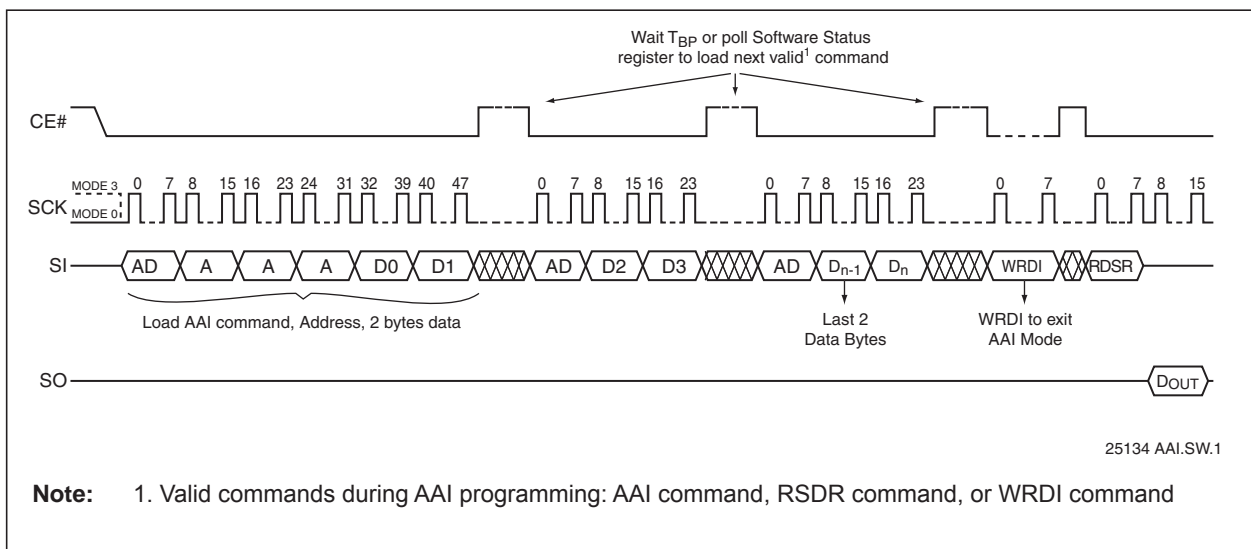 Wait TBP or poll Software Status
register to load next valid1 command
CE#
MODE 3
MODE 0
SCK
0 7 8 15 16 23 24 31 32 39 40 47 0 7 8 15 16 23 0 7 8 15 16 23 0 7 0 7 8 15
SI
AD A A A D0 D1 AD D2 D3 AD Dn-1 Dn WRDI RDSR
Load AAI command, Address, 2 bytes data
Last 2
Data Bytes
WRDI to exit
AAI Mode
SO
DOUT
25134 AAI.SW.1
Note: 1. Valid commands during AAI programming: AAI command, RSDR command, or WRDI command